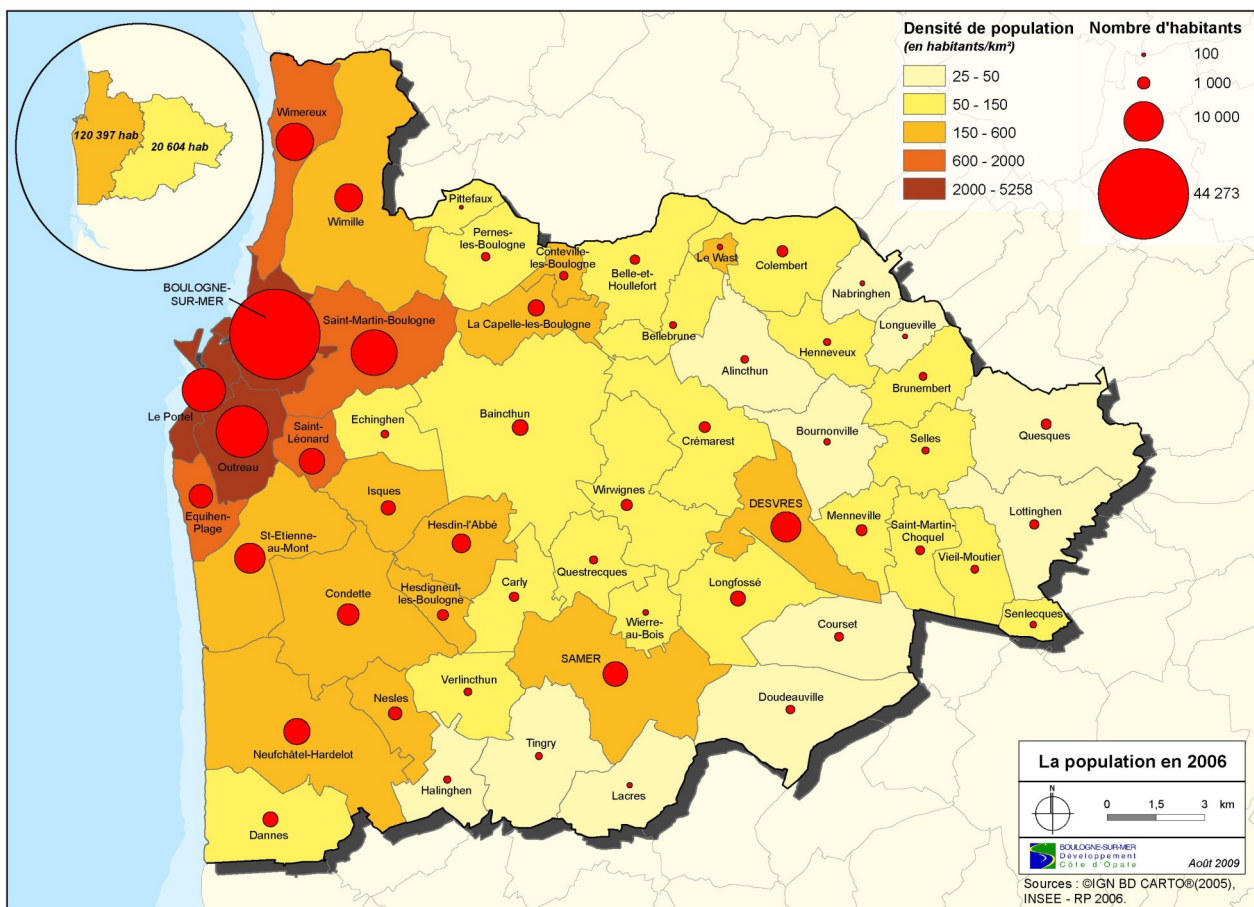 120 397 hab
20 604 hab
Densité de population
(en habitants/km²)
25 - 50
50 - 150
150 - 600
600 - 2000
2000 - 5258
Nombre d'habitants
100
1 000
10 000
44 273
Wimereux
Wimille
Pittefaux
Pernes-
les-Boulogne
Conteville-
les-Boulogne
Belle-et-
Houllefort
Le Wast
Colembert
Nabringhen
BOULOGNE-
SUR-MER
Saint-Martin-Boulogne
La Capelle-les-Boulogne
Bellebrune
Longueville
Henneveux
Alincthun
Brunembert
Le Portel
Outreau
Saint-
Léonard
Echinghen
Baincthun
Crémarest
Bournonville
Selles
Quesques
Equihen-
Plage
Isques
Wirwignes
DESVRES
Menneville
Saint-Martin-
Choquel
Lottinghen
St-Etienne-
au-Mont
Hesdin-l'Abbé
Vieil-Moutier
Condette
Hesdigneul-
les-Boulogne
Carly
Questrecques
Longfossé
Wierre-
au-Bois
Courset
Senlecques
SAMER
Verlincthun
Nesles
Doudeauville
Neufchâtel-Hardelot
Tingry
Halinghen
Lacres
Dannes
La population en 2006
N
0 1,5 3 km
BOULOGNE-SUR-MER
Développement
Côte d'Opale
Août 2009
Sources : ©IGN BD CARTO®(2005),
INSEE - RP 2006.